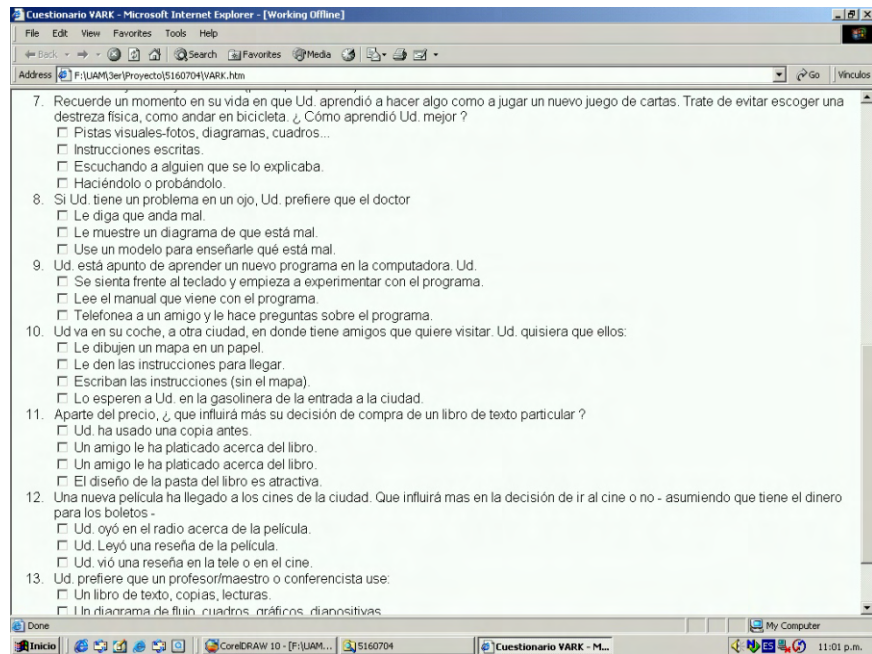 Cuestionario VARK - Microsoft Internet Explorer - [Working Offline]
File Edit View Favorites Tools Help
Back Search Favorites Media
Address F:\UAM\3er\Proyecto\5160704\VARK.htm Go Vinculos
7. Recuerde un momento en su vida en que Ud. aprendió a hacer algo como a jugar un nuevo juego de cartas. Trate de evitar escoger una
destreza física, como andar en bicicleta. ¿ Cómo aprendió Ud. mejor ?
Pistas visuales-fotos, diagramas, cuadros...
Instrucciones escritas.
Escuchando a alguien que se lo explicaba.
Haciéndolo o probándolo.
8. Si Ud. tiene un problema en un ojo, Ud. prefiere que el doctor
Le diga que anda mal.
Le muestre un diagrama de que está mal.
Use un modelo para enseñarle qué está mal.
9. Ud. está apunto de aprender un nuevo programa en la computadora. Ud.
Se sienta frente al teclado y empieza a experimentar con el programa.
Lee el manual que viene con el programa.
Telefonea a un amigo y le hace preguntas sobre el programa.
10. Ud va en su coche, a otra ciudad, en donde tiene amigos que quiere visitar. Ud. quisiera que ellos:
Le dibujen un mapa en un papel.
Le den las instrucciones para llegar.
Escriban las instrucciones (sin el mapa).
Lo esperen a Ud. en la gasolinera de la entrada a la ciudad.
11. Aparte del precio, ¿ que influirá más su decisión de compra de un libro de texto particular ?
Ud. ha usado una copia antes.
Un amigo le ha platicado acerca del libro.
Un amigo le ha platicado acerca del libro.
El diseño de la pasta del libro es atractiva.
12. Una nueva película ha llegado a los cines de la ciudad. Que influirá mas en la decisión de ir al cine o no - asumiendo que tiene el dinero
para los boletos -
Ud. oyó en el radio acerca de la película.
Ud. Leyó una reseña de la película.
Ud. vió una reseña en la tele o en el cine.
13. Ud. prefiere que un profesor/maestro o conferencista use:
Un libro de texto, copias, lecturas.
Un diagrama de flujo, cuadros, gráficos, diapositivas
Done My Computer
Inicio CorelDRAW 10 - [F:\UAM... 5160704 Cuestionario VARK - M... ES 11:01 p.m.